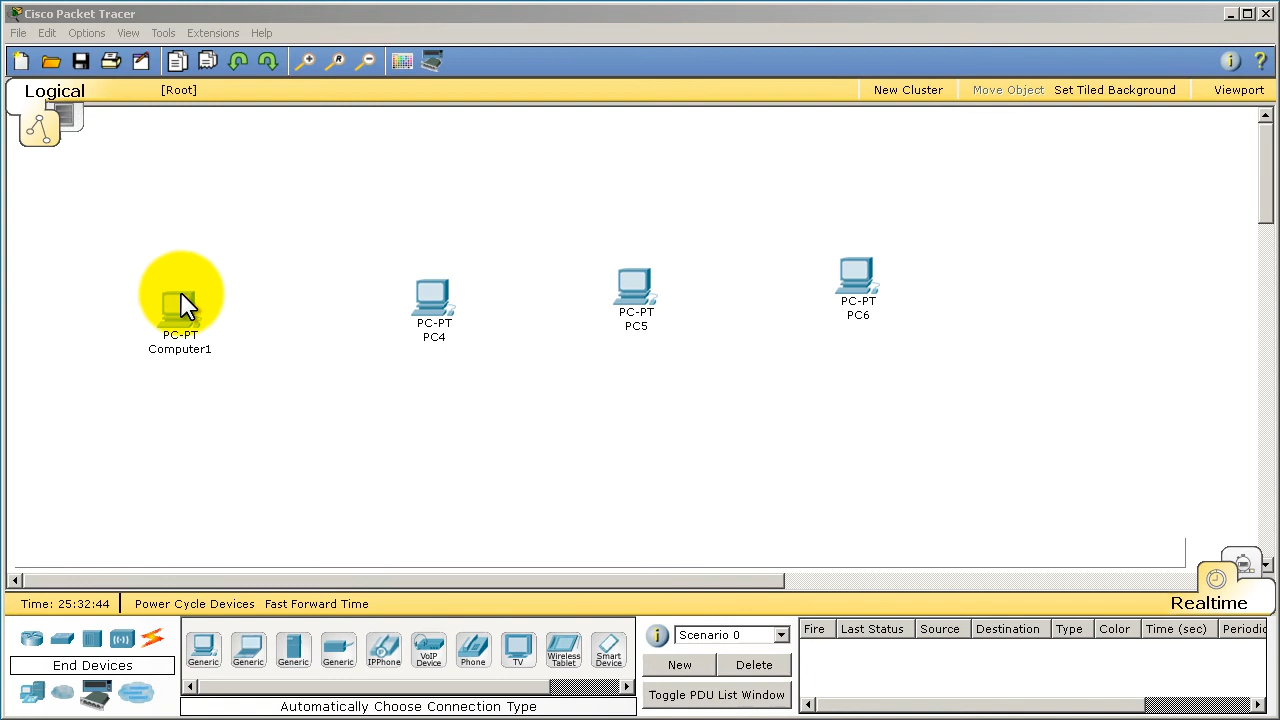 Cisco Packet Tracer
File Edit Options View Tools Extensions Help
Logical [Root] New Cluster Move Object Set Tiled Background Viewport
PC-PT
Computer1
PC-PT
PC4
PC-PT
PC5
PC-PT
PC6
Time: 25:32:44 Power Cycle Devices Fast Forward Time
Realtime
End Devices
Generic Generic Generic Generic IPPhone VoIP Device Phone TV Wireless Tablet Smart Device
Automatically Choose Connection Type
Scenario 0
New Delete
Toggle PDU List Window
Fire Last Status Source Destination Type Color Time (sec) Periodic